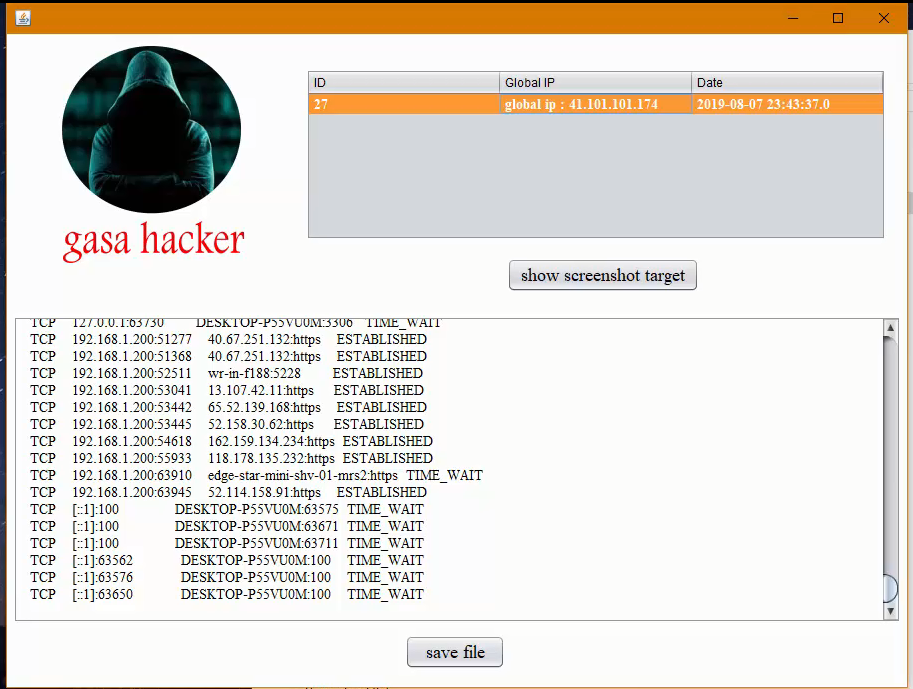 gasa hacker
ID Global IP Date
27 global ip : 41.101.101.174 2019-08-07 23:43:37.0
show screenshot target
TCP 127.0.0.1:63730 DESKTOP-P55VU0M:3306 TIME_WAIT
TCP 192.168.1.200:51277 40.67.251.132:https ESTABLISHED
TCP 192.168.1.200:51368 40.67.251.132:https ESTABLISHED
TCP 192.168.1.200:52511 wr-in-f188:5228 ESTABLISHED
TCP 192.168.1.200:53041 13.107.42.11:https ESTABLISHED
TCP 192.168.1.200:53442 65.52.139.168:https ESTABLISHED
TCP 192.168.1.200:53445 52.158.30.62:https ESTABLISHED
TCP 192.168.1.200:54618 162.159.134.234:https ESTABLISHED
TCP 192.168.1.200:55933 118.178.135.232:https ESTABLISHED
TCP 192.168.1.200:63910 edge-star-mini-shv-01-mrs2:https TIME_WAIT
TCP 192.168.1.200:63945 52.114.158.91:https ESTABLISHED
TCP [::1]:100 DESKTOP-P55VU0M:63575 TIME_WAIT
TCP [::1]:100 DESKTOP-P55VU0M:63671 TIME_WAIT
TCP [::1]:100 DESKTOP-P55VU0M:63711 TIME_WAIT
TCP [::1]:63562 DESKTOP-P55VU0M:100 TIME_WAIT
TCP [::1]:63576 DESKTOP-P55VU0M:100 TIME_WAIT
TCP [::1]:63650 DESKTOP-P55VU0M:100 TIME_WAIT
save file